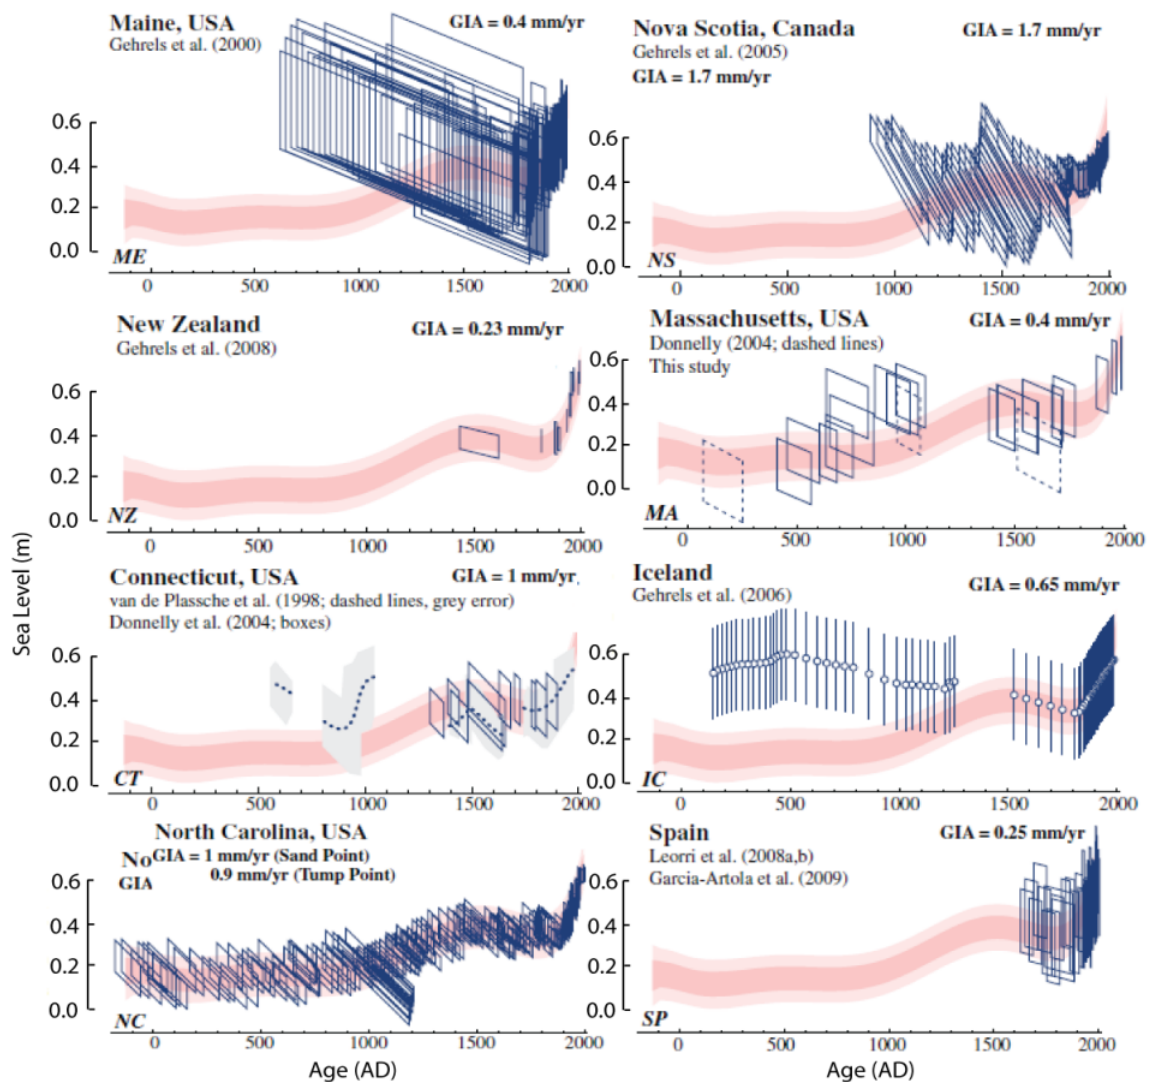 Maine, USA
GIA = 0.4 mm/yr
Gehrels et al. (2000)
0.6
0.4
0.2
0.0
ME
0 500 1000 1500 2000
Nova Scotia, Canada
GIA = 1.7 mm/yr
Gehrels et al. (2005)
GIA = 1.7 mm/yr
0.6
0.4
0.2
0.0
NS
0 500 1000 1500 2000
New Zealand
GIA = 0.23 mm/yr
Gehrels et al. (2008)
0.6
0.4
0.2
0.0
NZ
0 500 1000 1500 2000
Massachusetts, USA
GIA = 0.4 mm/yr
Donnelly (2004; dashed lines)
This study
0.6
0.4
0.2
0.0
MA
0 500 1000 1500 2000
Sea Level (m)
Connecticut, USA
GIA = 1 mm/yr.
van de Plassche et al. (1998; dashed lines, grey error)
Donnelly et al. (2004; boxes)
0.6
0.4
0.2
0.0
CT
0 500 1000 1500 2000
Iceland
GIA = 0.65 mm/yr
Gehrels et al. (2006)
0.6
0.4
0.2
0.0
IC
0 500 1000 1500 2000
North Carolina, USA
No GIA = 1 mm/yr (Sand Point)
GIA 0.9 mm/yr (Tump Point)
0.6
0.4
0.2
0.0
NC
0 500 1000 1500 2000
Age (AD)
Spain
GIA = 0.25 mm/yr
Leorri et al. (2008a,b)
Garcia-Artola et al. (2009)
0.6
0.4
0.2
0.0
SP
0 500 1000 1500 2000
Age (AD)